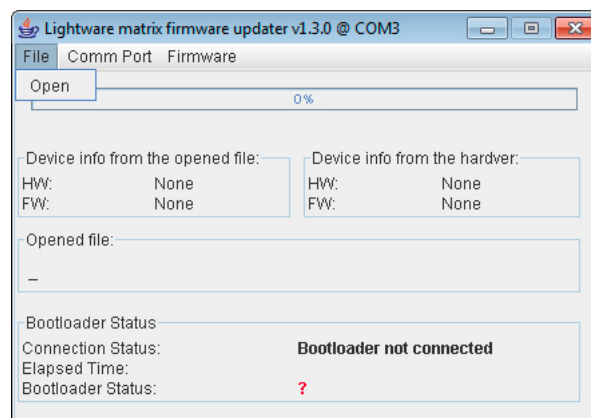 Lightware matrix firmware updater v1.3.0 @ COM3
File Comm Port Firmware
Open
0%
Device info from the opened file: Device info from the hardver:
HW: None HW: None
FW: None FW: None
Opened file:
–
Bootloader Status
Connection Status: Bootloader not connected
Elapsed Time:
Bootloader Status: ?